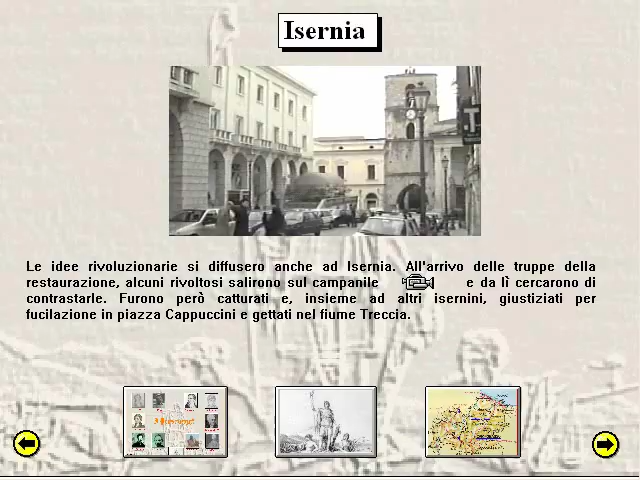 Isernia
Le idee rivoluzionarie si diffusero anche ad Isernia. All'arrivo delle truppe della
restaurazione, alcuni rivoltosi salirono sul campanile e da lì cercarono di
contrastarle. Furono però catturati e, insieme ad altri isernini, giustiziati per
fucilazione in piazza Cappuccini e gettati nel fiume Treccia.